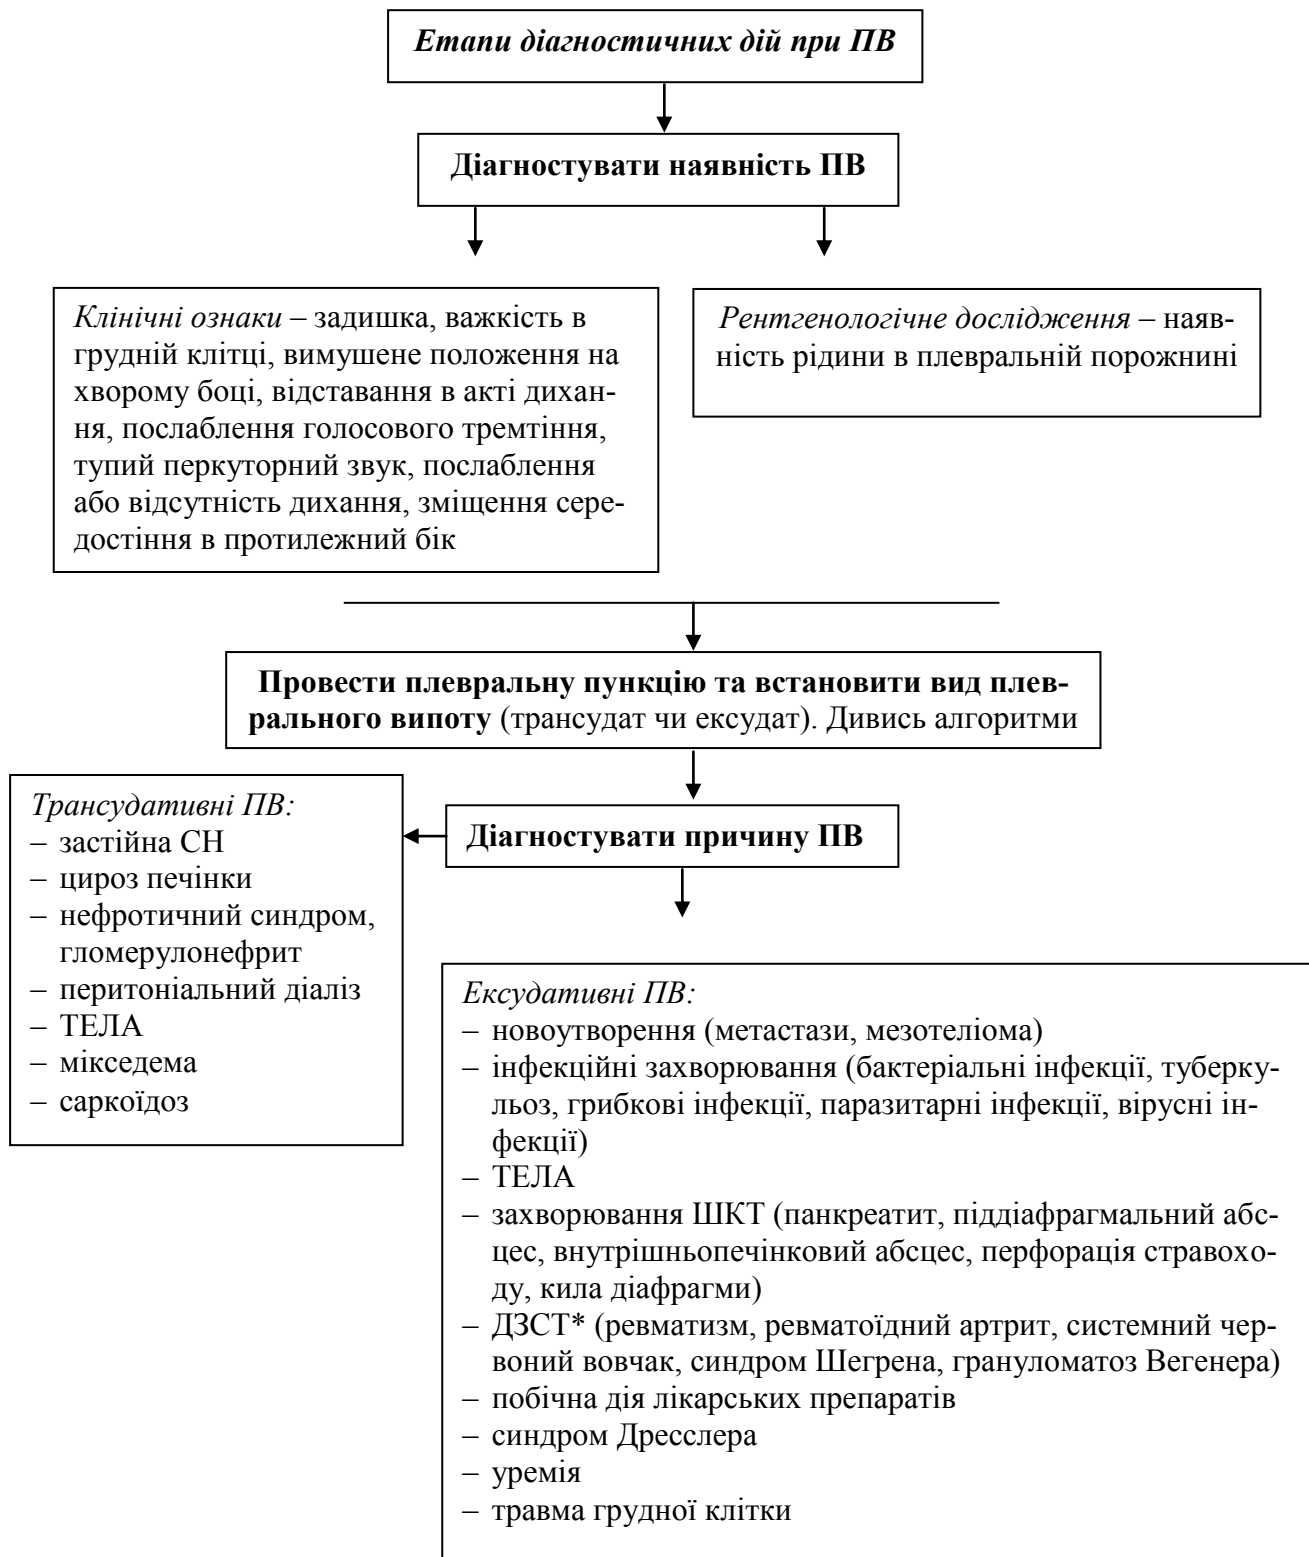 Етапи діагностичних дій при ПВ
Діагностувати наявність ПВ
Клінічні ознаки – задишка, важкість в
грудній клітці, вимушене положення на
хворому боці, відставання в акті дихан-
ня, послаблення голосового тремтіння,
тупий перкуторний звук, послаблення
або відсутність дихання, зміщення сере-
достіння в протилежний бік
Рентгенологічне дослідження – наяв-
ність рідини в плевральній порожнині
Провести плевральну пункцію та встановити вид плев-
рального випоту (трансудат чи ексудат). Дивись алгоритми
Діагностувати причину ПВ
Трансудативні ПВ:
– застійна СН
– цироз печінки
– нефротичний синдром,
гломерулонефрит
– перитоніальний діаліз
– ТЕЛА
– мікседема
– саркоїдоз
Ексудативні ПВ:
– новоутворення (метастази, мезотеліома)
– інфекційні захворювання (бактеріальні інфекції, туберку-
льоз, грибкові інфекції, паразитарні інфекції, вірусні ін-
фекції)
– ТЕЛА
– захворювання ШКТ (панкреатит, піддіафрагмальний абс-
цес, внутрішньопечінковий абсцес, перфорація стравохо-
ду, кила діафрагми)
– ДЗСТ* (ревматизм, ревматоїдний артрит, системний чер-
воний вовчак, синдром Шегрена, грануломатоз Вегенера)
– побічна дія лікарських препаратів
– синдром Дресслера
– уремія
– травма грудної клітки